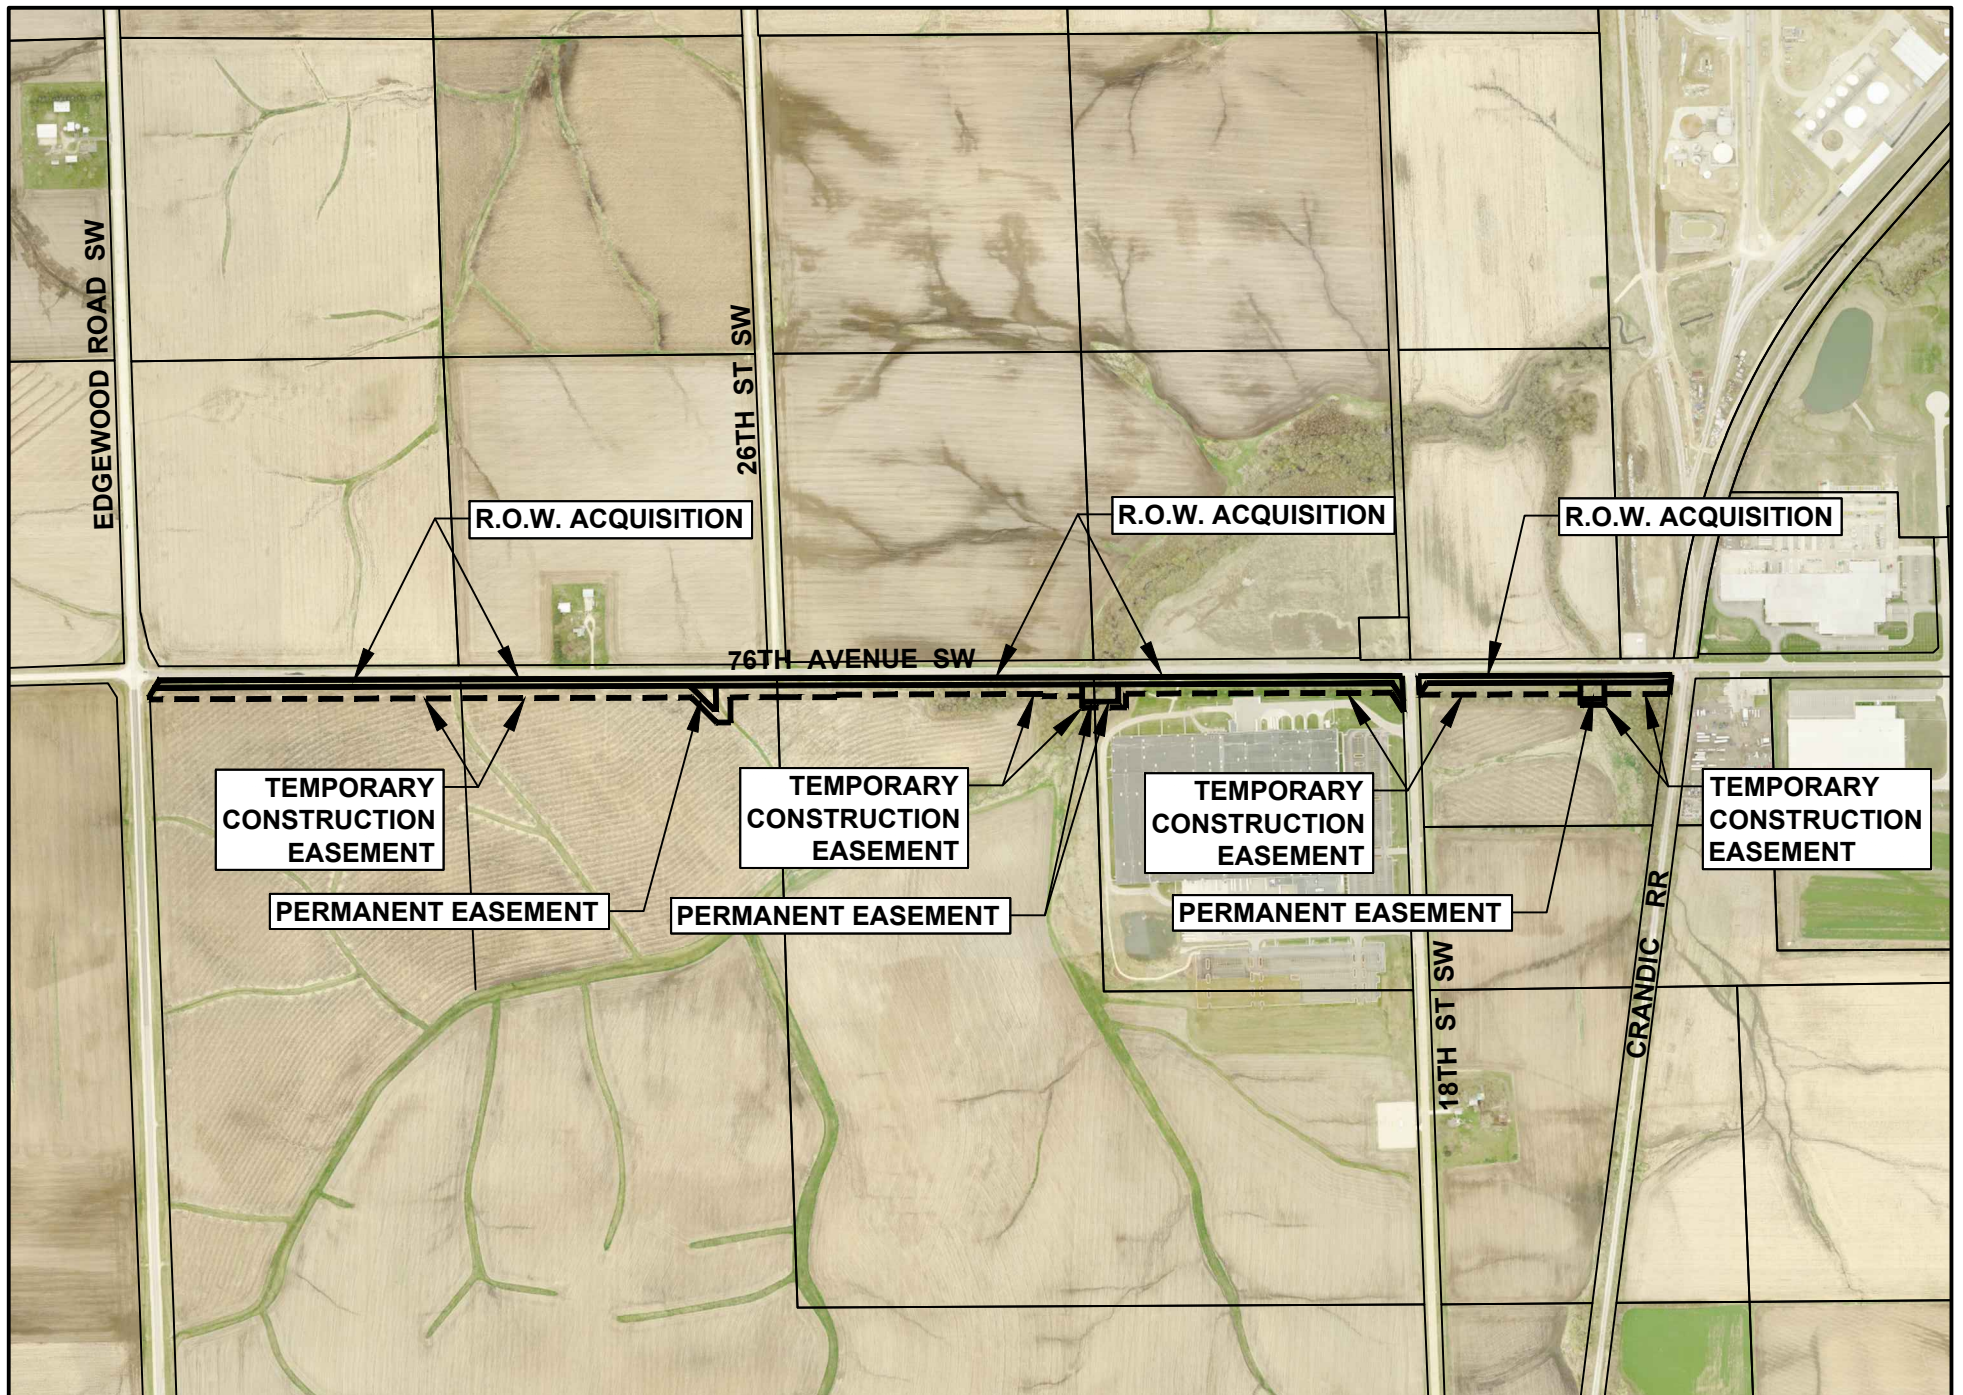 EDGEWOOD ROAD SW
26TH ST SW
R.O.W. ACQUISITION
R.O.W. ACQUISITION
R.O.W. ACQUISITION
76TH AVENUE SW
TEMPORARY
CONSTRUCTION
EASEMENT
TEMPORARY
CONSTRUCTION
EASEMENT
TEMPORARY
CONSTRUCTION
EASEMENT
TEMPORARY
CONSTRUCTION
EASEMENT
PERMANENT EASEMENT
PERMANENT EASEMENT
PERMANENT EASEMENT
18TH ST SW
CRANDIC RR